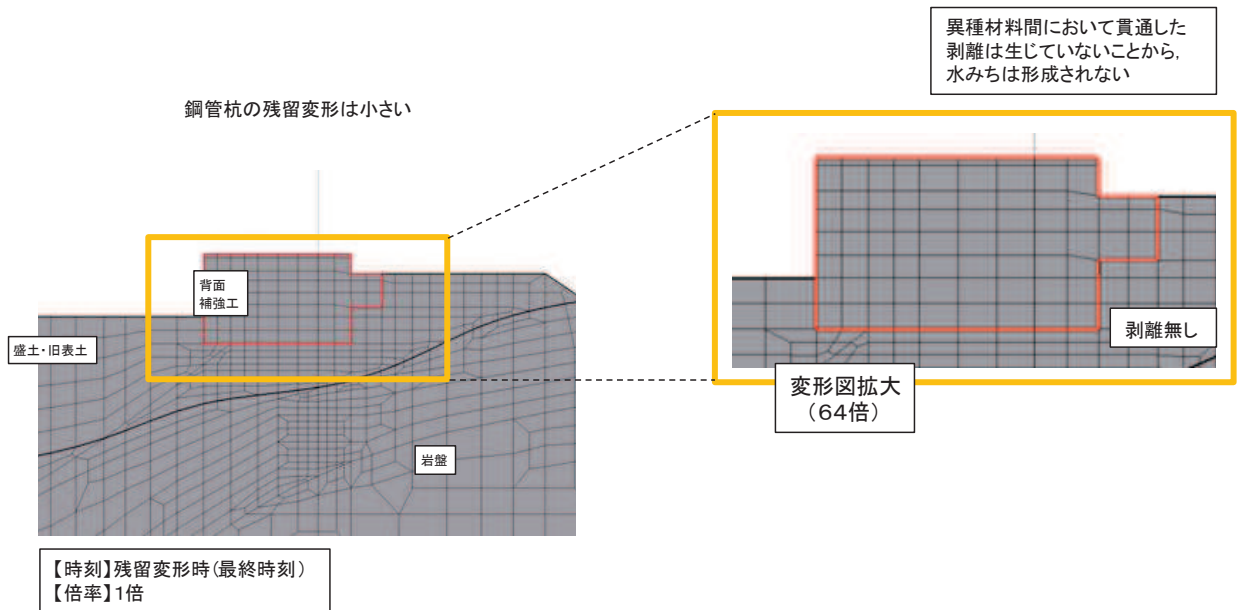 異種材料間において貫通した
剥離は生じていないことから,
水みちは形成されない
鋼管杭の残留変形は小さい
背面
補強工
盛土・旧表土
剥離無し
変形図拡大
（64倍）
岩盤
【時刻】残留変形時(最終時刻)
【倍率】1倍